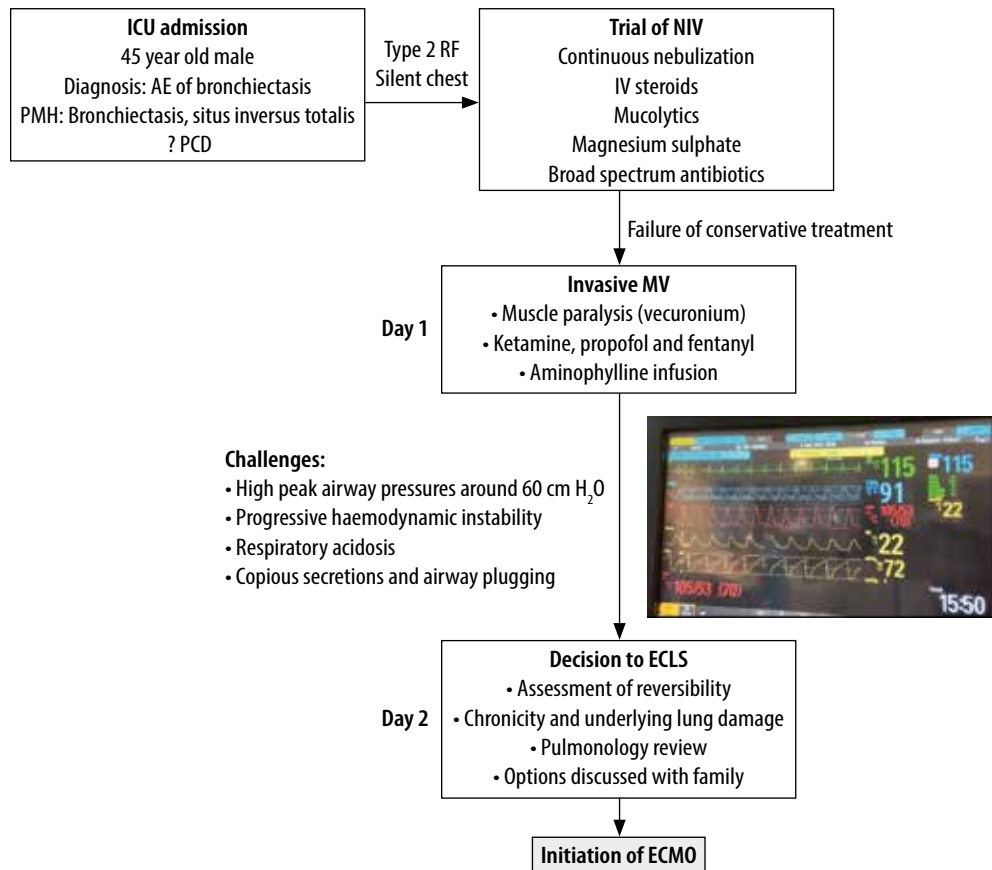 ICU admission
45 year old male
Diagnosis: AE of bronchiectasis
PMH: Bronchiectasis, situs inversus totalis
? PCD
Type 2 RF
Silent chest
Trial of NIV
Continuous nebulization
IV steroids
Mucolytics
Magnesium sulphate
Broad spectrum antibiotics
Failure of conservative treatment
Day 1
Invasive MV
• Muscle paralysis (vecuronium)
• Ketamine, propofol and fentanyl
• Aminophylline infusion
Challenges:
• High peak airway pressures around 60 cm H₂O
• Progressive haemodynamic instability
• Respiratory acidosis
• Copious secretions and airway plugging
115
115
91
22
105/53
(70)
22
72
105/53 (70)
15:50
Day 2
Decision to ECLS
• Assessment of reversibility
• Chronicity and underlying lung damage
• Pulmonology review
• Options discussed with family
Initiation of ECMO